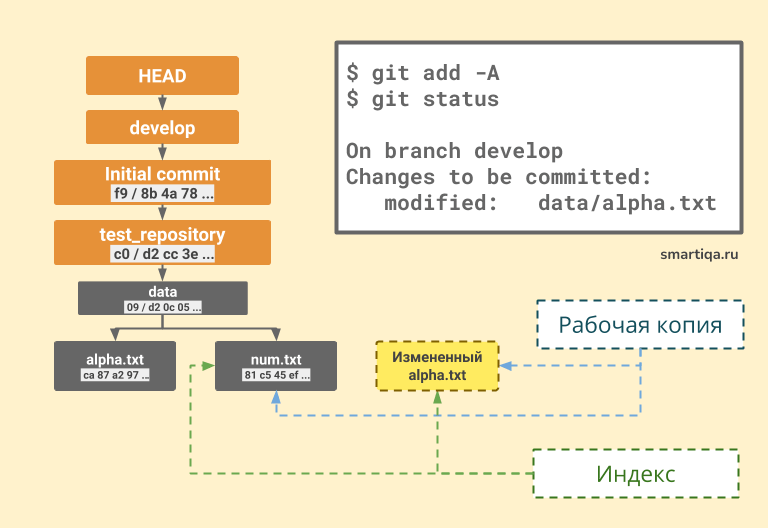 HEAD
develop
Initial commit
f9 / 8b 4a 78 ...
test_repository
c0 / d2 cc 3e ...
data
09 / d2 0c 05 ...
alpha.txt
ca 87 a2 97 ...
num.txt
81 c5 45 ef ...
Измененный
alpha.txt
$ git add -A
$ git status
On branch develop
Changes to be committed:
modified: data/alpha.txt
smartiqa.ru
Рабочая копия
Индекс